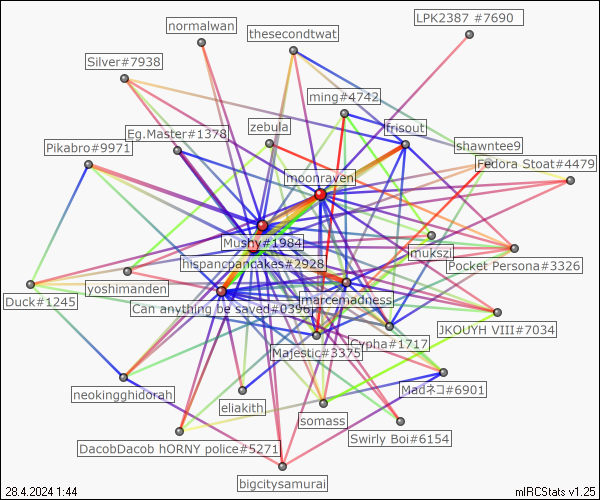 LPK2387 #7690
normalwan
thesecondtwat
Silver#7938
ming#4742
zebula
frisout
Eg.Master#1378
Pikabro#9971
shawntee9
Fedora Stoat#4479
moonraven
Mushy#1984
mukszi
hispancpancakes#2928
Pocket Persona#3326
yoshimanden
Duck#1245
marcemadness
Can anything be saved#0396
JKOUYH VIII#7034
Cypha#1717
Majestic#3375
Madネコ#6901
neokingghidorah
eliakith
somass
Swirly Boi#6154
DacobDacob hORNY police#5271
bigcitysamurai
28.4.2024 1:44
mIRCStats v1.25